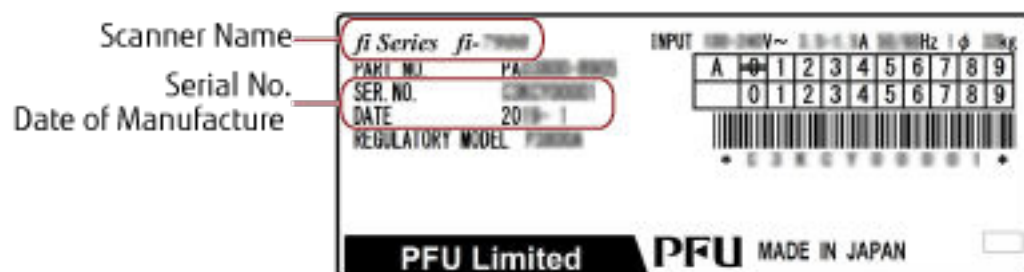 Scanner Name
Serial No.
Date of Manufacture
fi Series fi-
PART NO. PA
SER. NO.
DATE 20
REGULATORY MODEL
INPUT V~ A Hz 1ø kg
A 0 1 2 3 4 5 6 7 8 9
0 1 2 3 4 5 6 7 8 9
PFU Limited
PFU MADE IN JAPAN